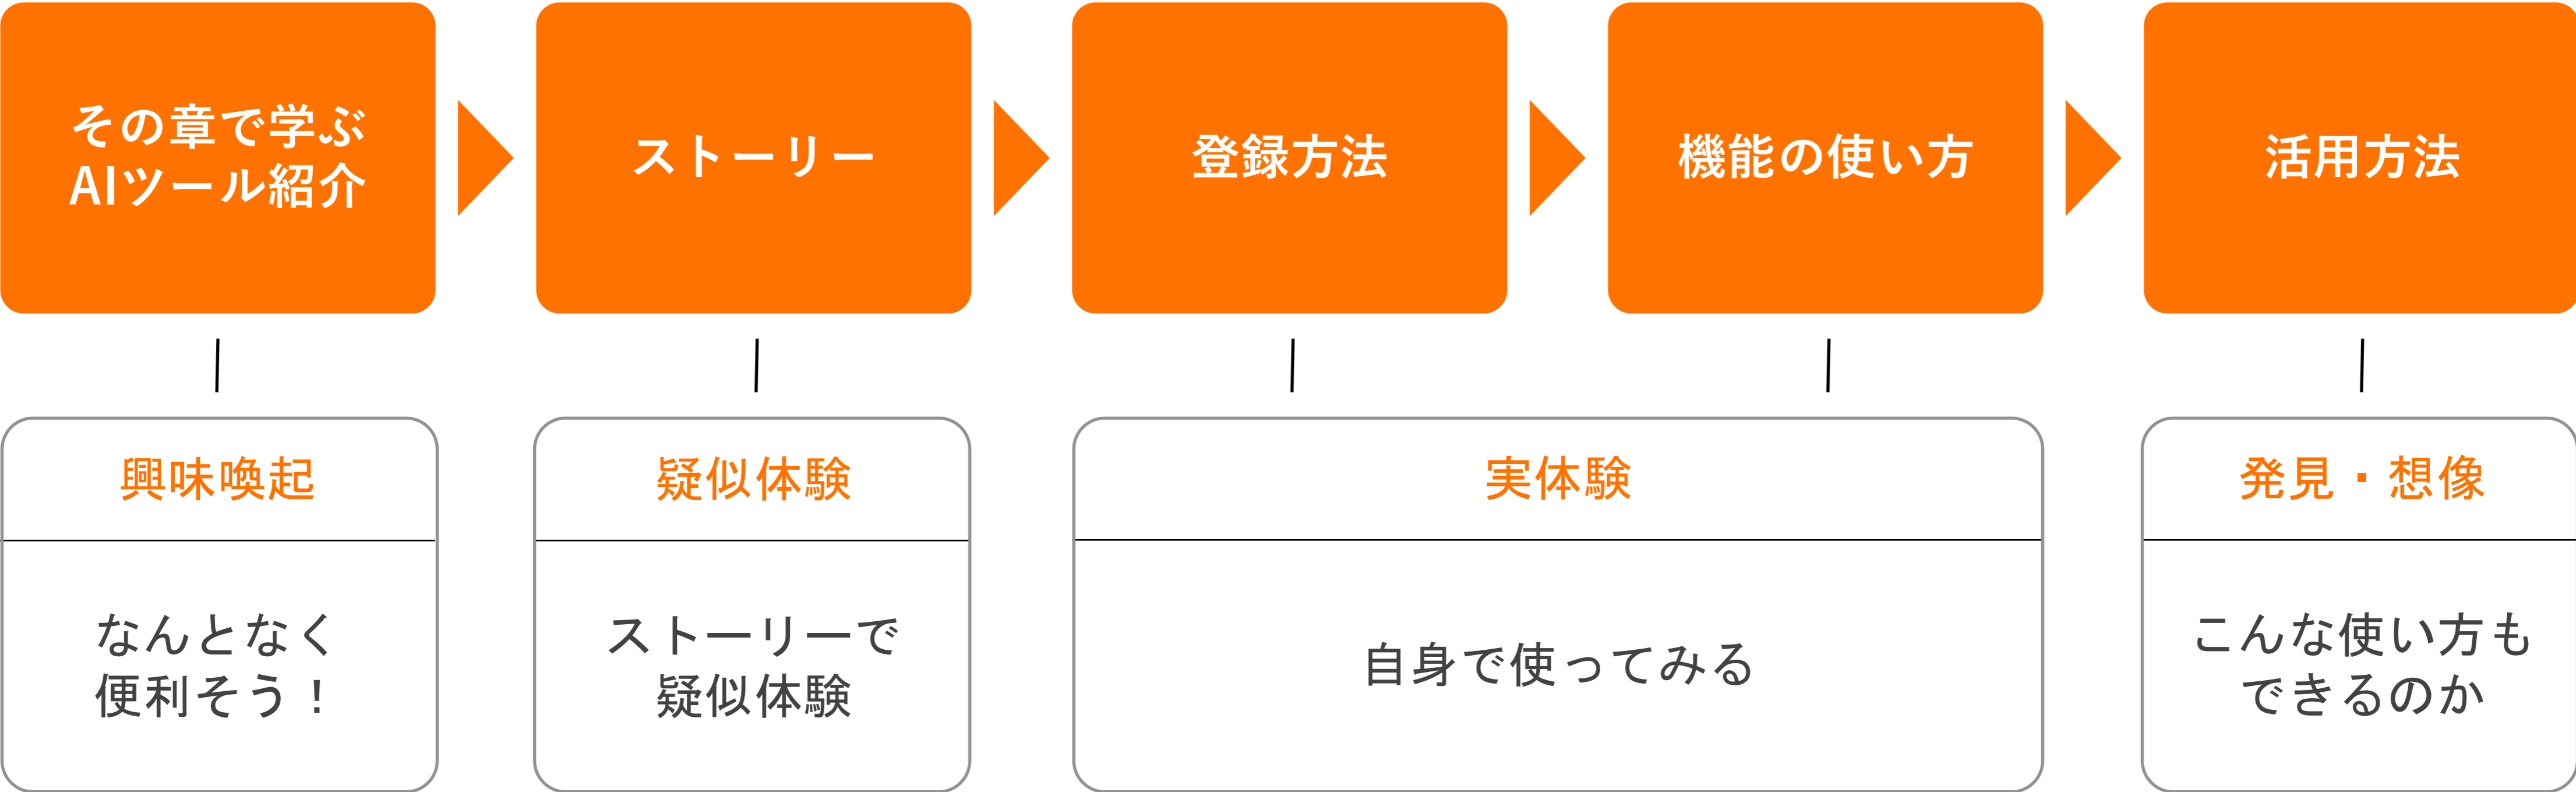 その章で学ぶ
AIツール紹介
ストーリー
登録方法
機能の使い方
活用方法
興味喚起
なんとなく
便利そう！
疑似体験
ストーリーで
疑似体験
実体験
自身で使ってみる
発見・想像
こんな使い方も
できるのか